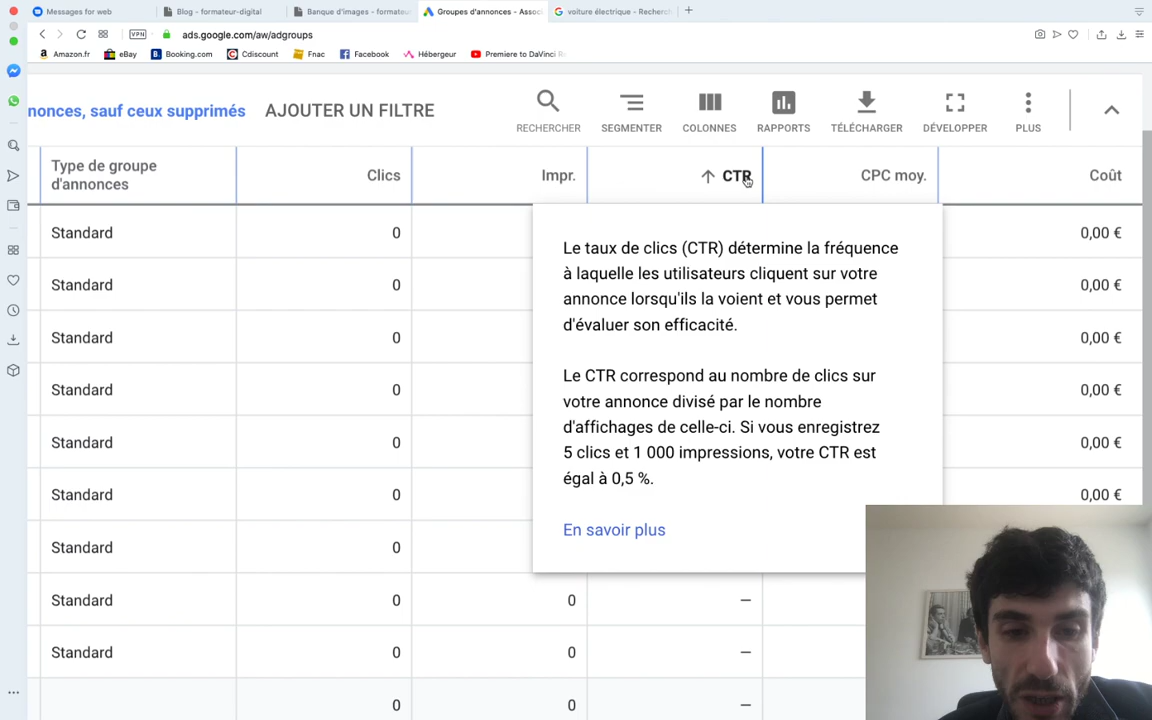 Messages for web
Blog - formateur-digital
Banque d'images - formateur
Groupes d'annonces - Assoc
voiture électrique - Recherc
VPN
ads.google.com/aw/adgroups
Amazon.fr
eBay
Booking.com
Cdiscount
Fnac
Facebook
Hébergeur
Premiere to DaVinci R
nonces, sauf ceux supprimés
AJOUTER UN FILTRE
RECHERCHER
SEGMENTER
COLONNES
RAPPORTS
TÉLÉCHARGER
DÉVELOPPER
PLUS
Type de groupe
d'annonces
Clics
Impr.
CTR
CPC moy.
Coût
Standard 0 0,00 €
Standard 0 0,00 €
Standard 0 0,00 €
Standard 0 0,00 €
Standard 0 0,00 €
Standard 0 0,00 €
Standard 0
Standard 0 0 —
Standard 0 0 —
0 0 —
Le taux de clics (CTR) détermine la fréquence
à laquelle les utilisateurs cliquent sur votre
annonce lorsqu'ils la voient et vous permet
d'évaluer son efficacité.
Le CTR correspond au nombre de clics sur
votre annonce divisé par le nombre
d'affichages de celle-ci. Si vous enregistrez
5 clics et 1 000 impressions, votre CTR est
égal à 0,5 %.
En savoir plus